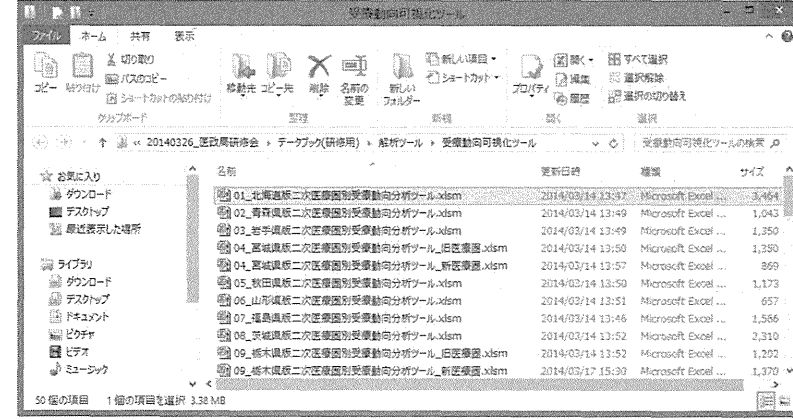 受療動向可視化ツール
ファイル ホーム 共有 表示
コピー 貼り付け 切り取り パスのコピー ショートカットの貼り付け
移動先 コピー先 削除 名前の変更
新しいフォルダー 新しい項目 ショートカット
プロパティ 開く 編集 履歴
すべて選択 選択解除 選択の切り替え
クリップボード 整理 新規 開く 選択
« 20140326_医政局研修会 データブック(研修用) 解析ツール 受療動向可視化ツール 受療動向可視化ツールの検索
名前 更新日時 種類 サイズ
お気に入り
ダウンロード
デスクトップ
最近表示した場所
ライブラリ
ダウンロード
ドキュメント
ピクチャ
ビデオ
ミュージック
01_北海道版二次医療圏別受療動向分析ツール.xlsm 2014/03/14 13:47 Microsoft Excel ... 3,464
02_青森県版二次医療圏別受療動向分析ツール.xlsm 2014/03/14 13:49 Microsoft Excel ... 1,043
03_岩手県版二次医療圏別受療動向分析ツール.xlsm 2014/03/14 13:49 Microsoft Excel ... 1,350
04_宮城県版二次医療圏別受療動向分析ツール_旧医療圏.xlsm 2014/03/14 13:50 Microsoft Excel ... 1,350
04_宮城県版二次医療圏別受療動向分析ツール_新医療圏.xlsm 2014/03/14 13:57 Microsoft Excel ... 869
05_秋田県版二次医療圏別受療動向分析ツール.xlsm 2014/03/14 13:50 Microsoft Excel ... 1,173
06_山形県版二次医療圏別受療動向分析ツール.xlsm 2014/03/14 13:51 Microsoft Excel ... 657
07_福島県版二次医療圏別受療動向分析ツール.xlsm 2014/03/14 13:46 Microsoft Excel ... 1,566
08_茨城県版二次医療圏別受療動向分析ツール.xlsm 2014/03/14 13:52 Microsoft Excel ... 2,310
09_栃木県版二次医療圏別受療動向分析ツール_旧医療圏.xlsm 2014/03/14 13:52 Microsoft Excel ... 1,202
09_栃木県版二次医療圏別受療動向分析ツール_新医療圏.xlsm 2014/03/17 15:30 Microsoft Excel ... 1,370
50 個の項目 1 個の項目を選択 3.38 MB